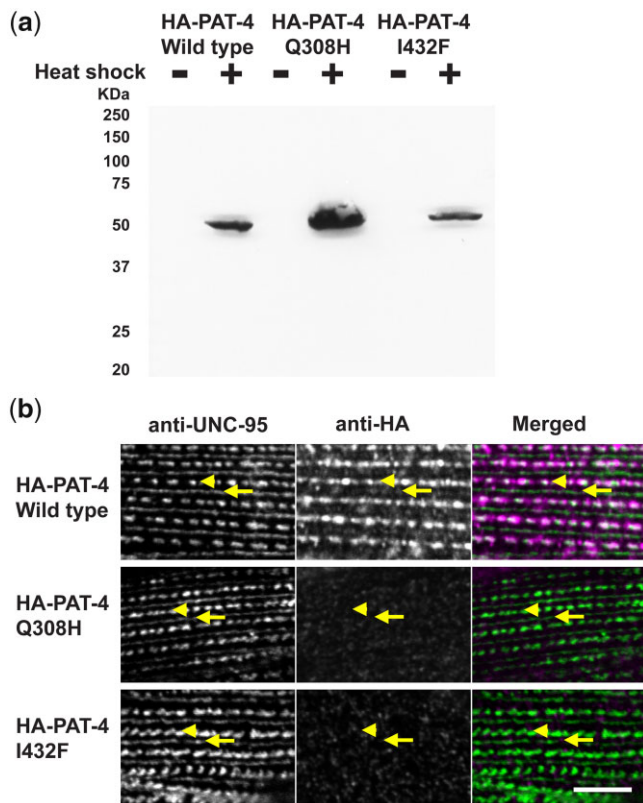 (a)
HA-PAT-4 HA-PAT-4 HA-PAT-4
Wild type Q308H I432F
Heat shock - + - + - +
KDa
250
150
100
75
50
37
25
20
(b)
anti-UNC-95 anti-HA Merged
HA-PAT-4
Wild type
HA-PAT-4
Q308H
HA-PAT-4
I432F